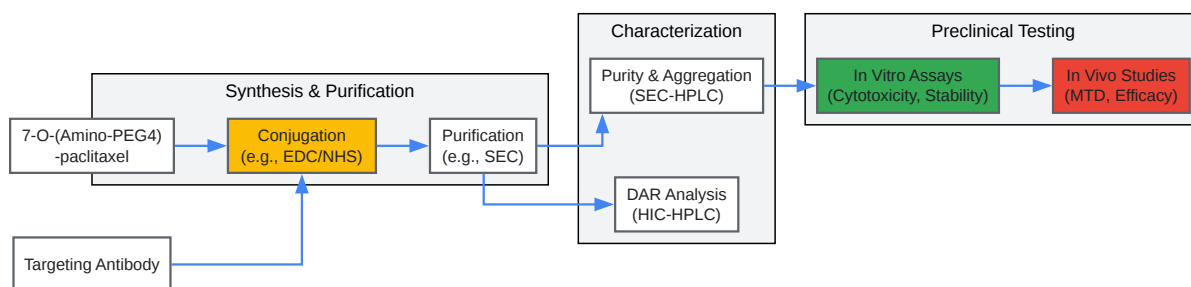 Characterization
Preclinical Testing
Purity & Aggregation
(SEC-HPLC)
In Vitro Assays
(Cytotoxicity, Stability)
In Vivo Studies
(MTD, Efficacy)
Synthesis & Purification
7-O-(Amino-PEG4)
-paclitaxel
Conjugation
(e.g., EDC/NHS)
Purification
(e.g., SEC)
DAR Analysis
(HIC-HPLC)
Targeting Antibody